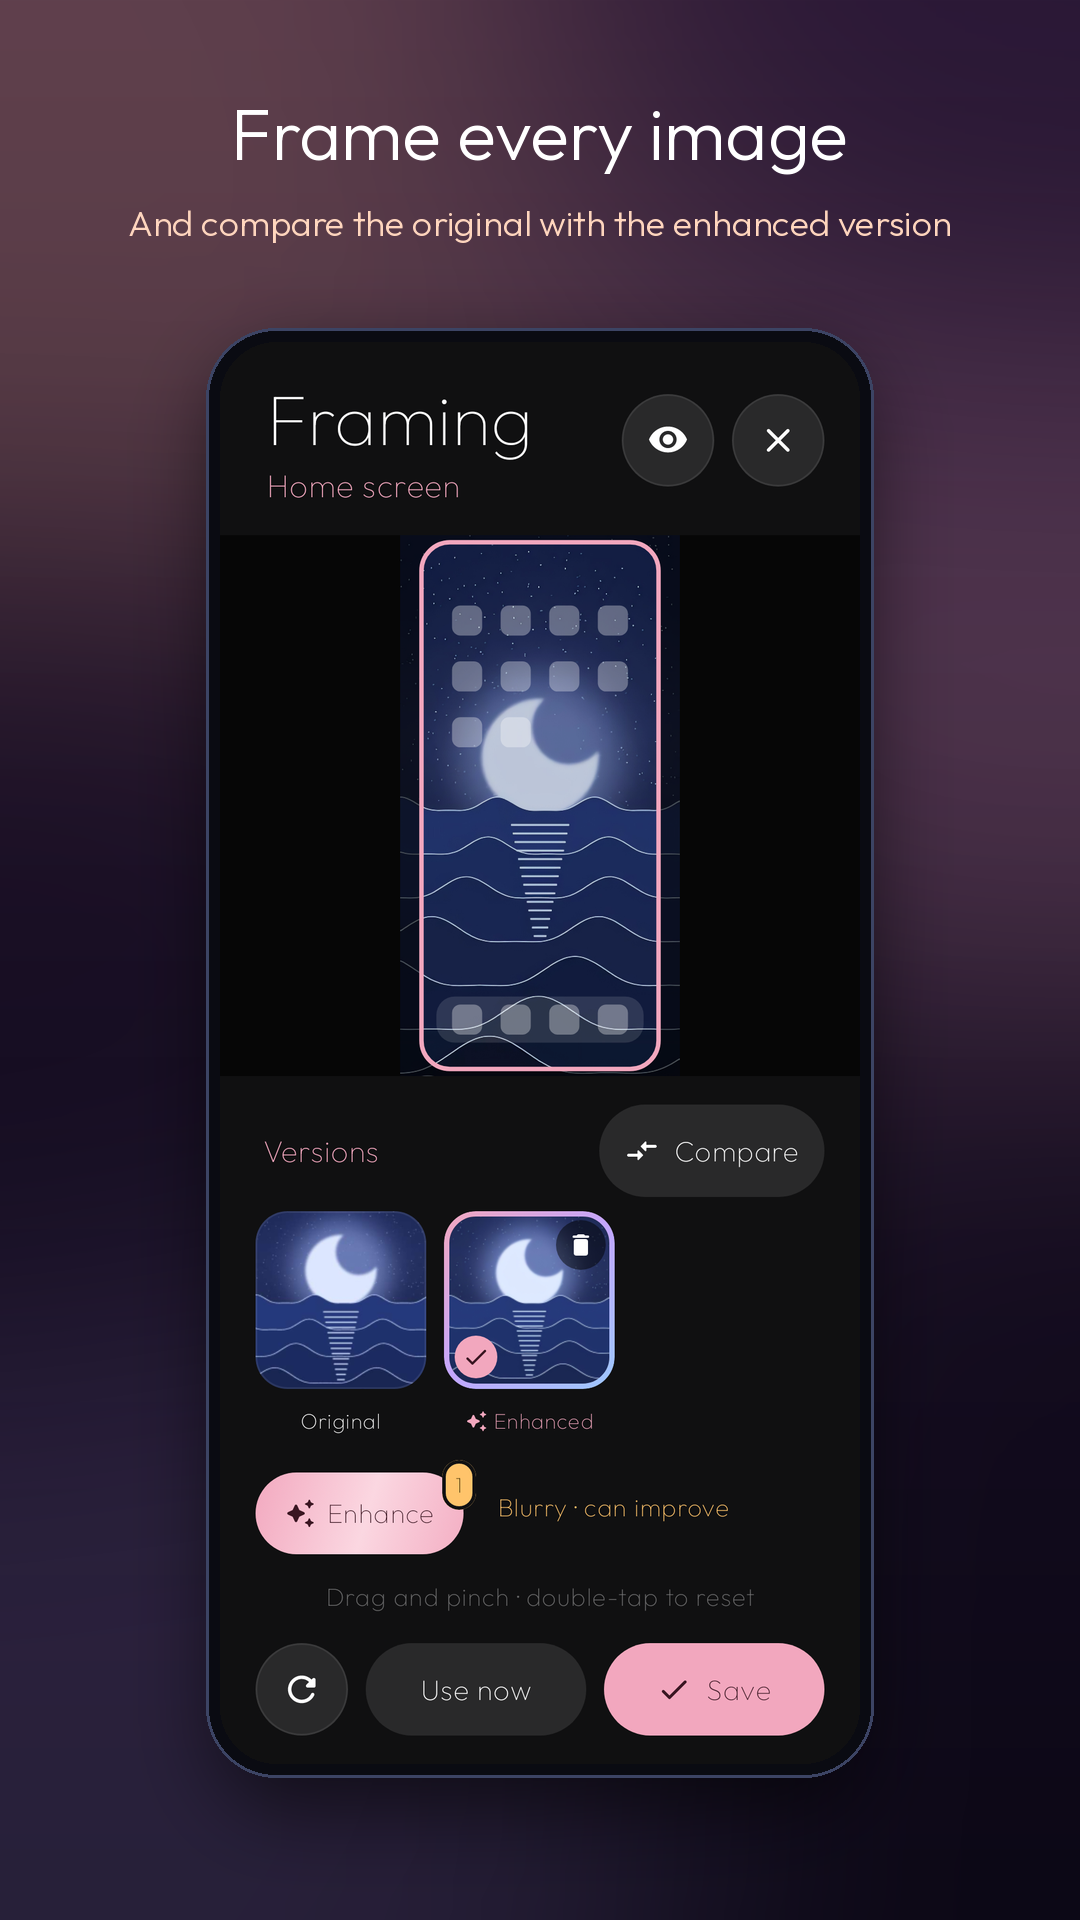 Frame every image
And compare the original with the enhanced version
Framing
Home screen
Versions
Compare
Original
Enhanced
Enhance
1
Blurry · can improve
Drag and pinch · double-tap to reset
Use now
Save